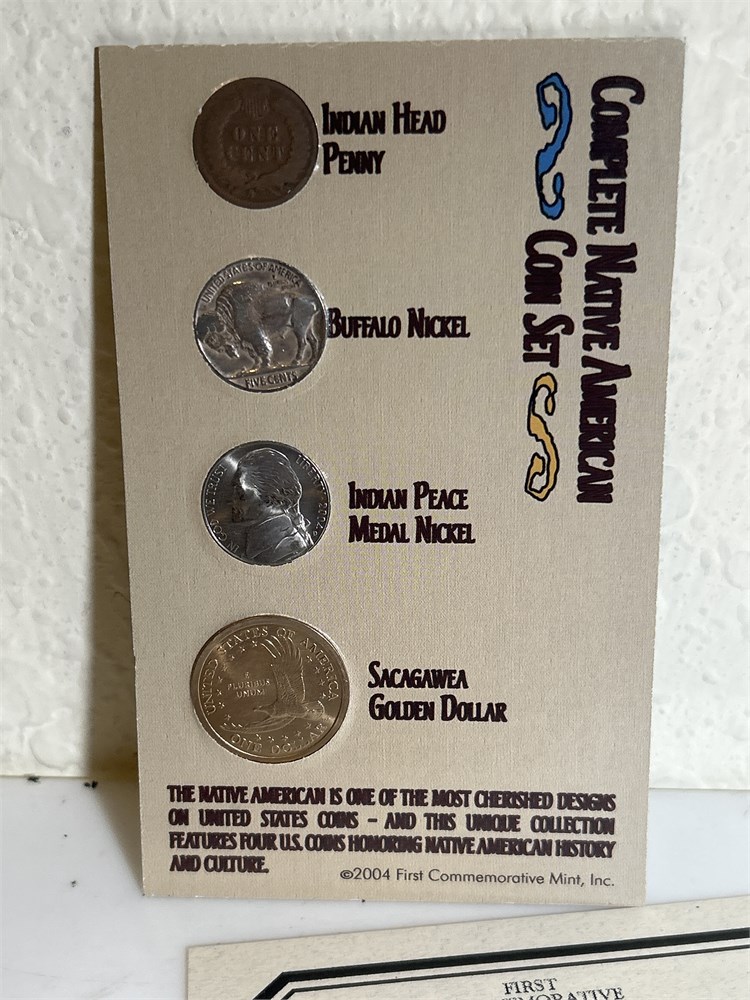 COMPLETE NATIVE AMERICAN
COIN SET
ONE
CENT
INDIAN HEAD
PENNY
UNITED STATES OF AMERICA
FIVE CENTS
BUFFALO NICKEL
IN GOD WE TRUST
LIBERTY 2004
INDIAN PEACE
MEDAL NICKEL
UNITED STATES OF AMERICA
E
PLURIBUS
UNUM
ONE DOLLAR
SACAGAWEA
GOLDEN DOLLAR
THE NATIVE AMERICAN IS ONE OF THE MOST CHERISHED DESIGNS
ON UNITED STATES COINS – AND THIS UNIQUE COLLECTION
FEATURES FOUR U.S. COINS HONORING NATIVE AMERICAN HISTORY
AND CULTURE.
©2004 First Commemorative Mint, Inc.
FIRST